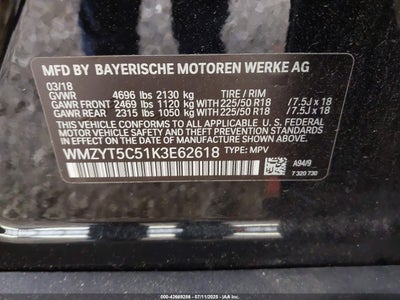 MFD BY BAYERISCHE MOTOREN WERKE AG
03/18
GVWR 4696 lbs 2130 kg TIRE / RIM
GAWR FRONT 2469 lbs 1120 kg WITH 225/50 R18 / 7.5J x 18
GAWR REAR 2315 lbs 1050 kg WITH 225/50 R18 / 7.5J x 18
THIS VEHICLE CONFORMS TO ALL APPLICABLE
FEDERAL MOTOR VEHICLE SAFETY
STANDARDS IN EFFECT ON THE DATE OF MANUFACTURE SHOWN ABOVE.
WMZYT5C51K3E62618 TYPE: MPV
A94/9
7 320 730
000-42669286 - 07/11/2025 - IAA Inc.